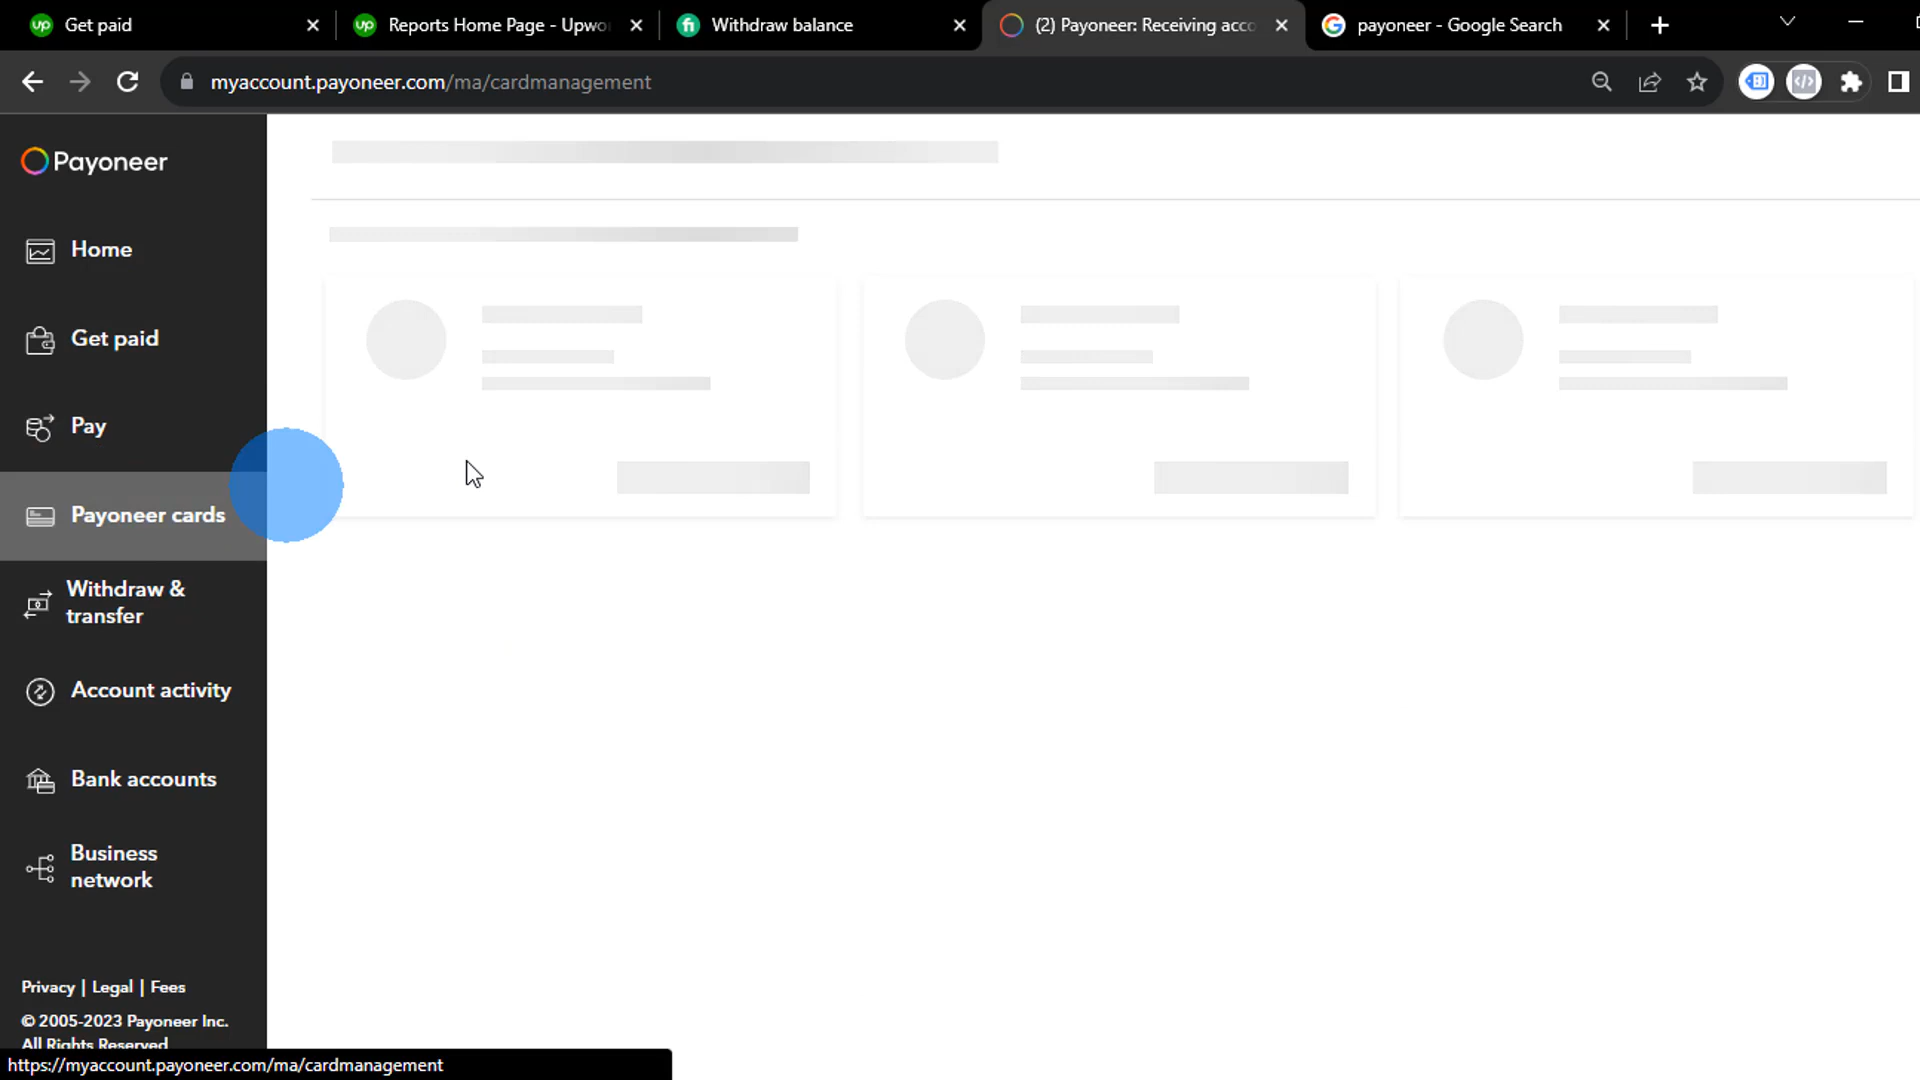 Get paid
Reports Home Page - Upwo
Withdraw balance
(2) Payoneer: Receiving acco
payoneer - Google Search
myaccount.payoneer.com/ma/cardmanagement
Payoneer
Home
Get paid
Pay
Payoneer cards
Withdraw &
transfer
Account activity
Bank accounts
Business
network
Privacy | Legal | Fees
© 2005-2023 Payoneer Inc.
All Rights Reserved
https://myaccount.payoneer.com/ma/cardmanagement